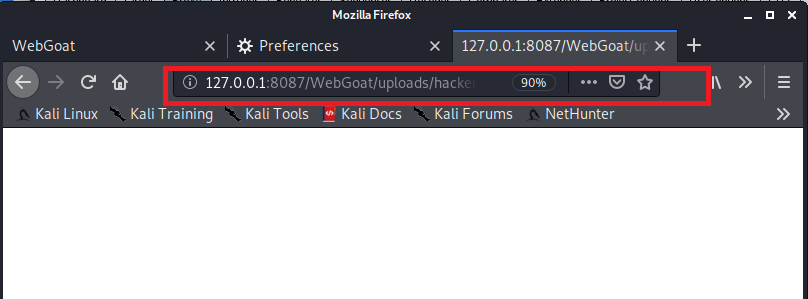 Mozilla Firefox
WebGoat Preferences 127.0.0.1:8087/WebGoat/up
127.0.0.1:8087/WebGoat/uploads/hacker 90%
Kali Linux Kali Training Kali Tools Kali Docs Kali Forums NetHunter